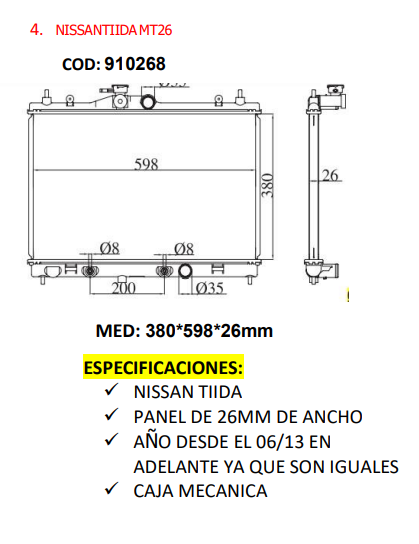 4. NISSANTIIDA MT26
COD: 910268
598
380
26
Ø8
Ø8
200
Ø35
MED: 380*598*26mm
ESPECIFICACIONES:
✓ NISSAN TIIDA
✓ PANEL DE 26MM DE ANCHO
✓ AÑO DESDE EL 06/13 EN
ADELANTE YA QUE SON IGUALES
✓ CAJA MECANICA